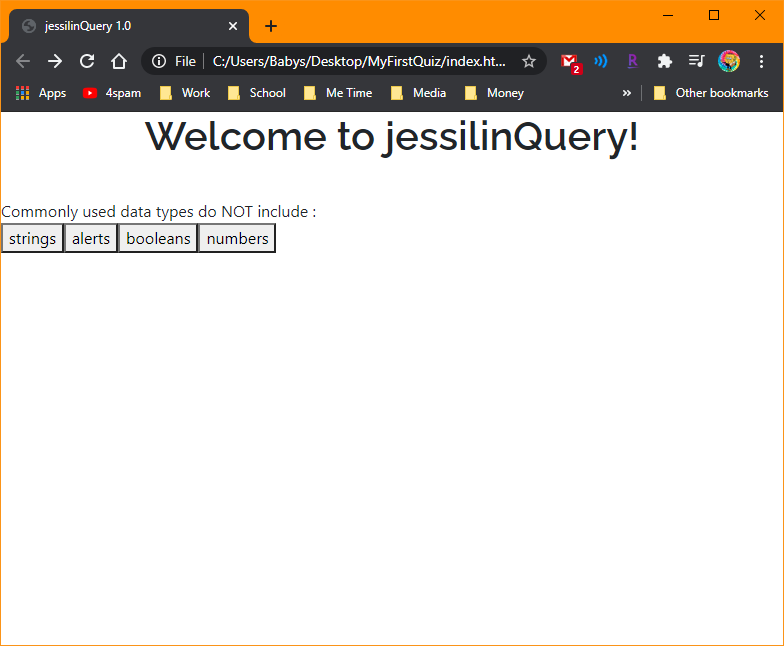 jessilinQuery 1.0
File C:/Users/Babys/Desktop/MyFirstQuiz/index.ht...
2
R
Apps 4spam Work School Me Time Media Money » Other bookmarks
Welcome to jessilinQuery!
Commonly used data types do NOT include :
strings alerts booleans numbers